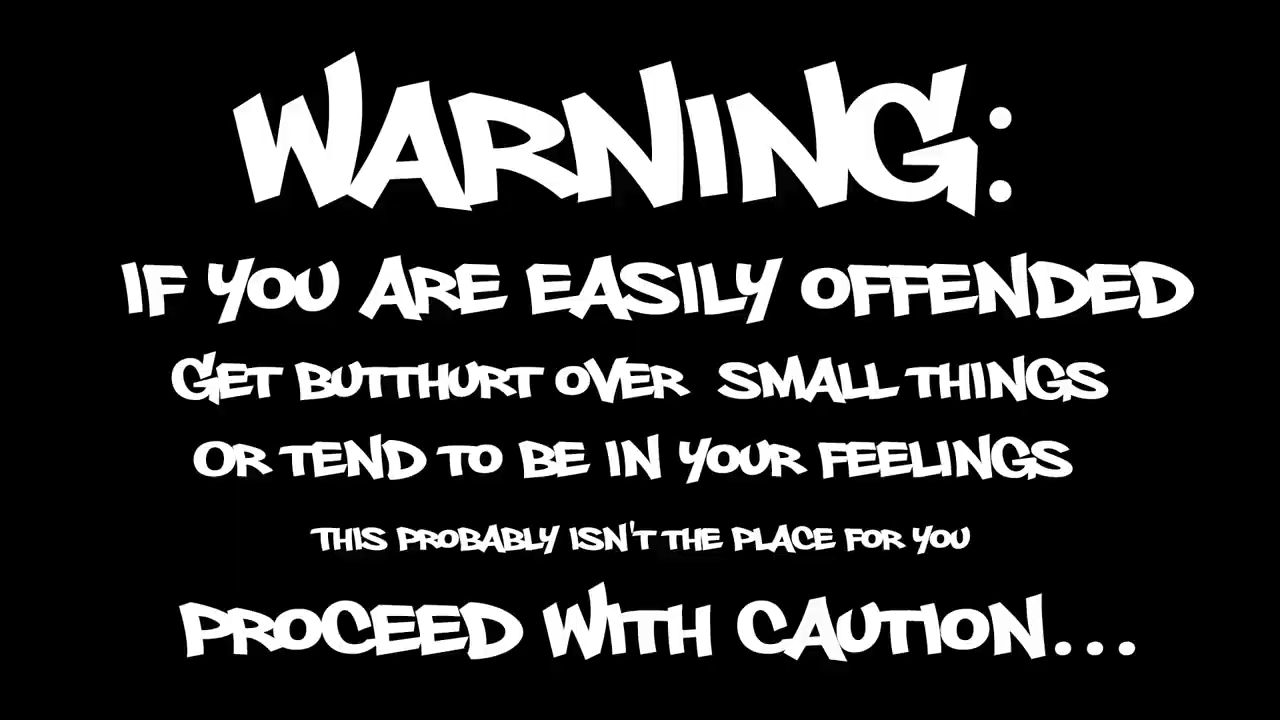 WARNING:
IF YOU ARE EASILY OFFENDED
GET BUTTHURT OVER SMALL THINGS
OR TEND TO BE IN YOUR FEELINGS
THIS PROBABLY ISN'T THE PLACE FOR YOU
PROCEED WITH CAUTION...